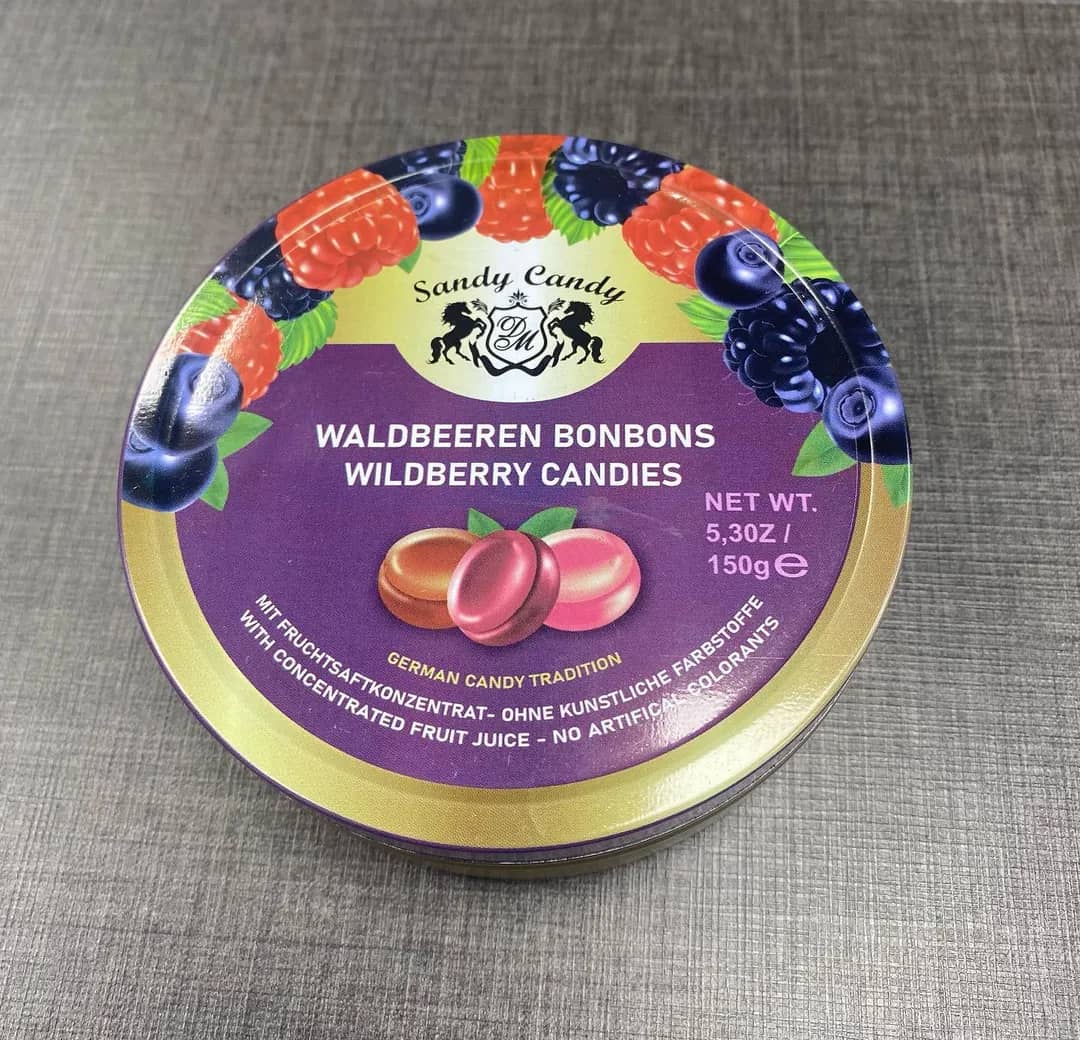 Sandy Candy
DM
WALDBEEREN BONBONS
WILDBERRY CANDIES
NET WT.
5,30Z /
150g ℮
GERMAN CANDY TRADITION
MIT FRUCHTSAFTKONZENTRAT- OHNE KUNSTLICHE FARBSTOFFE
WITH CONCENTRATED FRUIT JUICE - NO ARTIFICAL COLORANTS